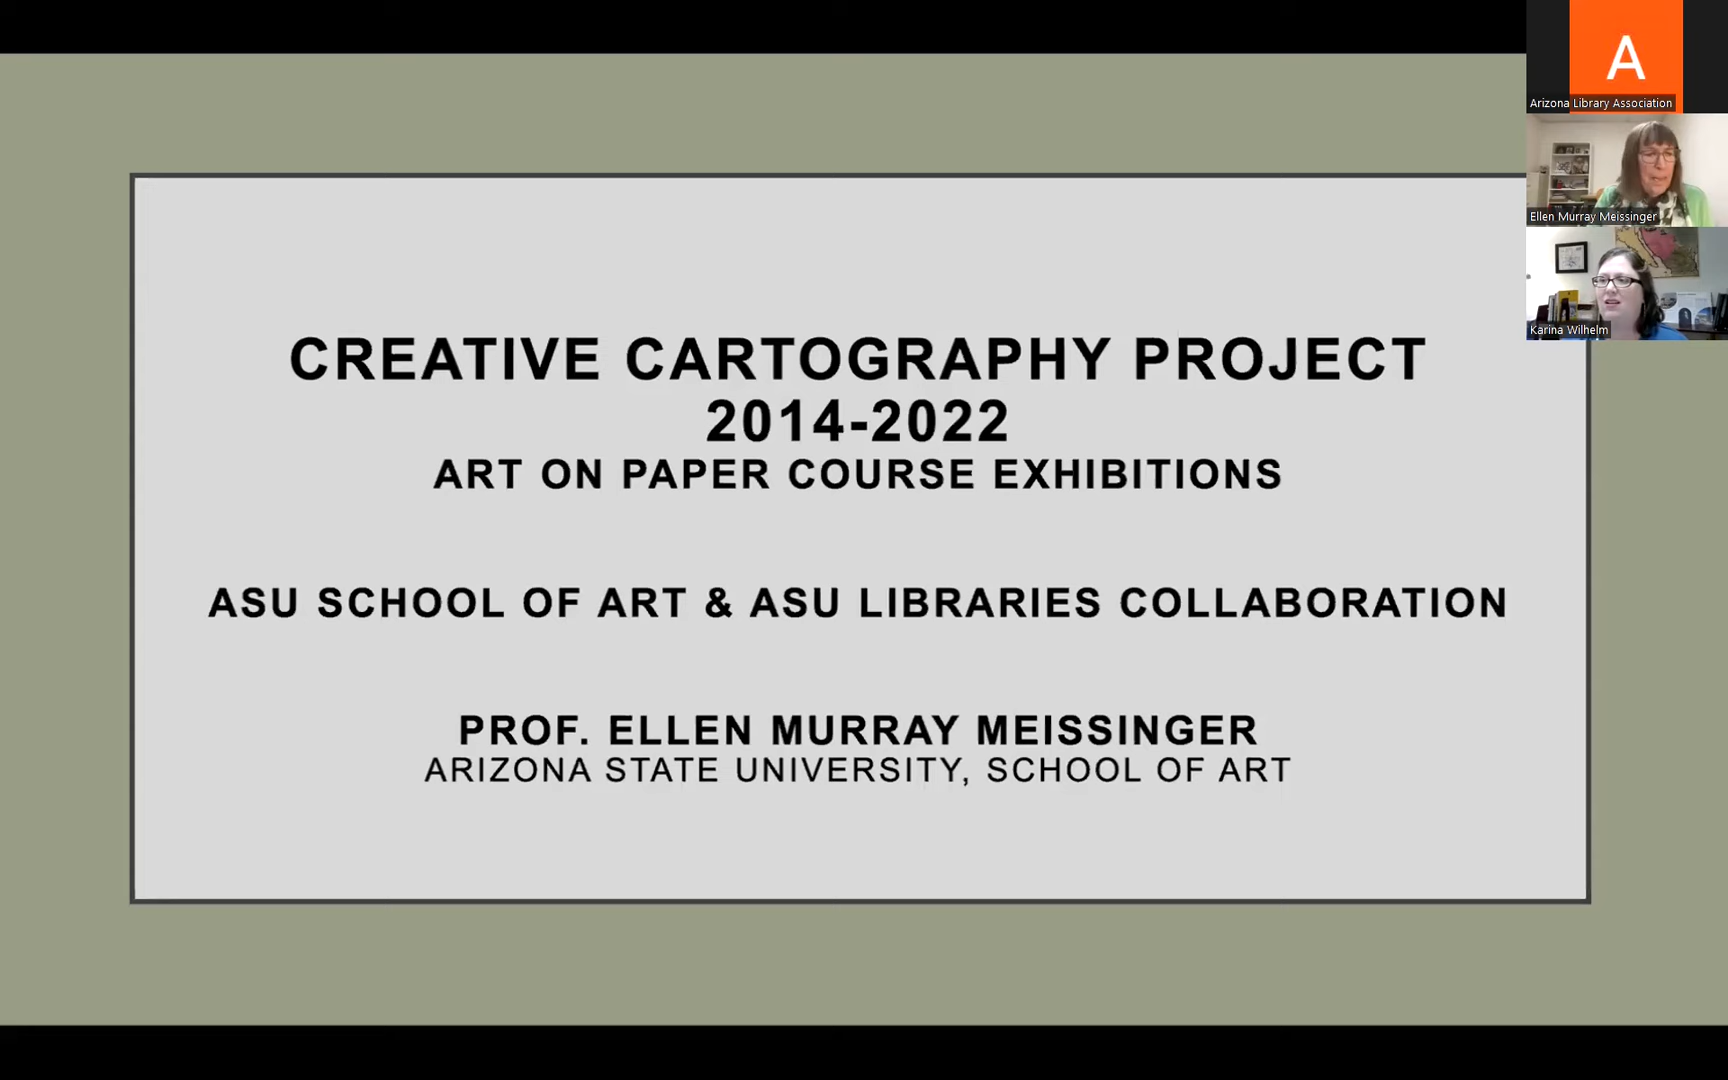 CREATIVE CARTOGRAPHY PROJECT
2014-2022
ART ON PAPER COURSE EXHIBITIONS
ASU SCHOOL OF ART & ASU LIBRARIES COLLABORATION
PROF. ELLEN MURRAY MEISSINGER
ARIZONA STATE UNIVERSITY, SCHOOL OF ART
A
Arizona Library Association
Ellen Murray Meissinger
Karina Wilhelm